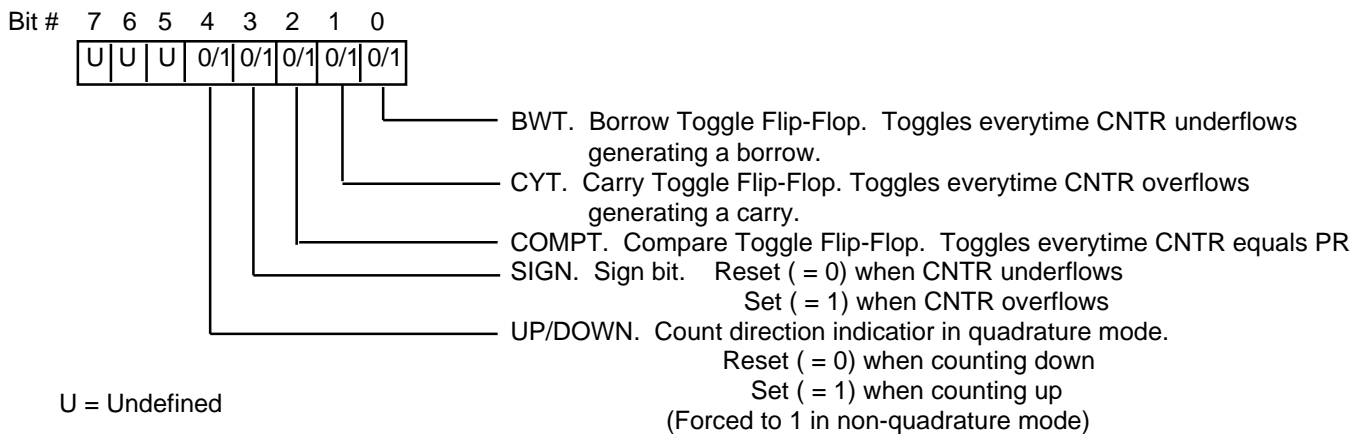 Bit # 7 6 5 4 3 2 1 0
U U U 0/1 0/1 0/1 0/1 0/1
BWT. Borrow Toggle Flip-Flop. Toggles everytime CNTR underflows
generating a borrow.
CYT. Carry Toggle Flip-Flop. Toggles everytime CNTR overflows
generating a carry.
COMPT. Compare Toggle Flip-Flop. Toggles everytime CNTR equals PR
SIGN. Sign bit. Reset ( = 0) when CNTR underflows
Set ( = 1) when CNTR overflows
UP/DOWN. Count direction indicatior in quadrature mode.
Reset ( = 0) when counting down
Set ( = 1) when counting up
U = Undefined
(Forced to 1 in non-quadrature mode)